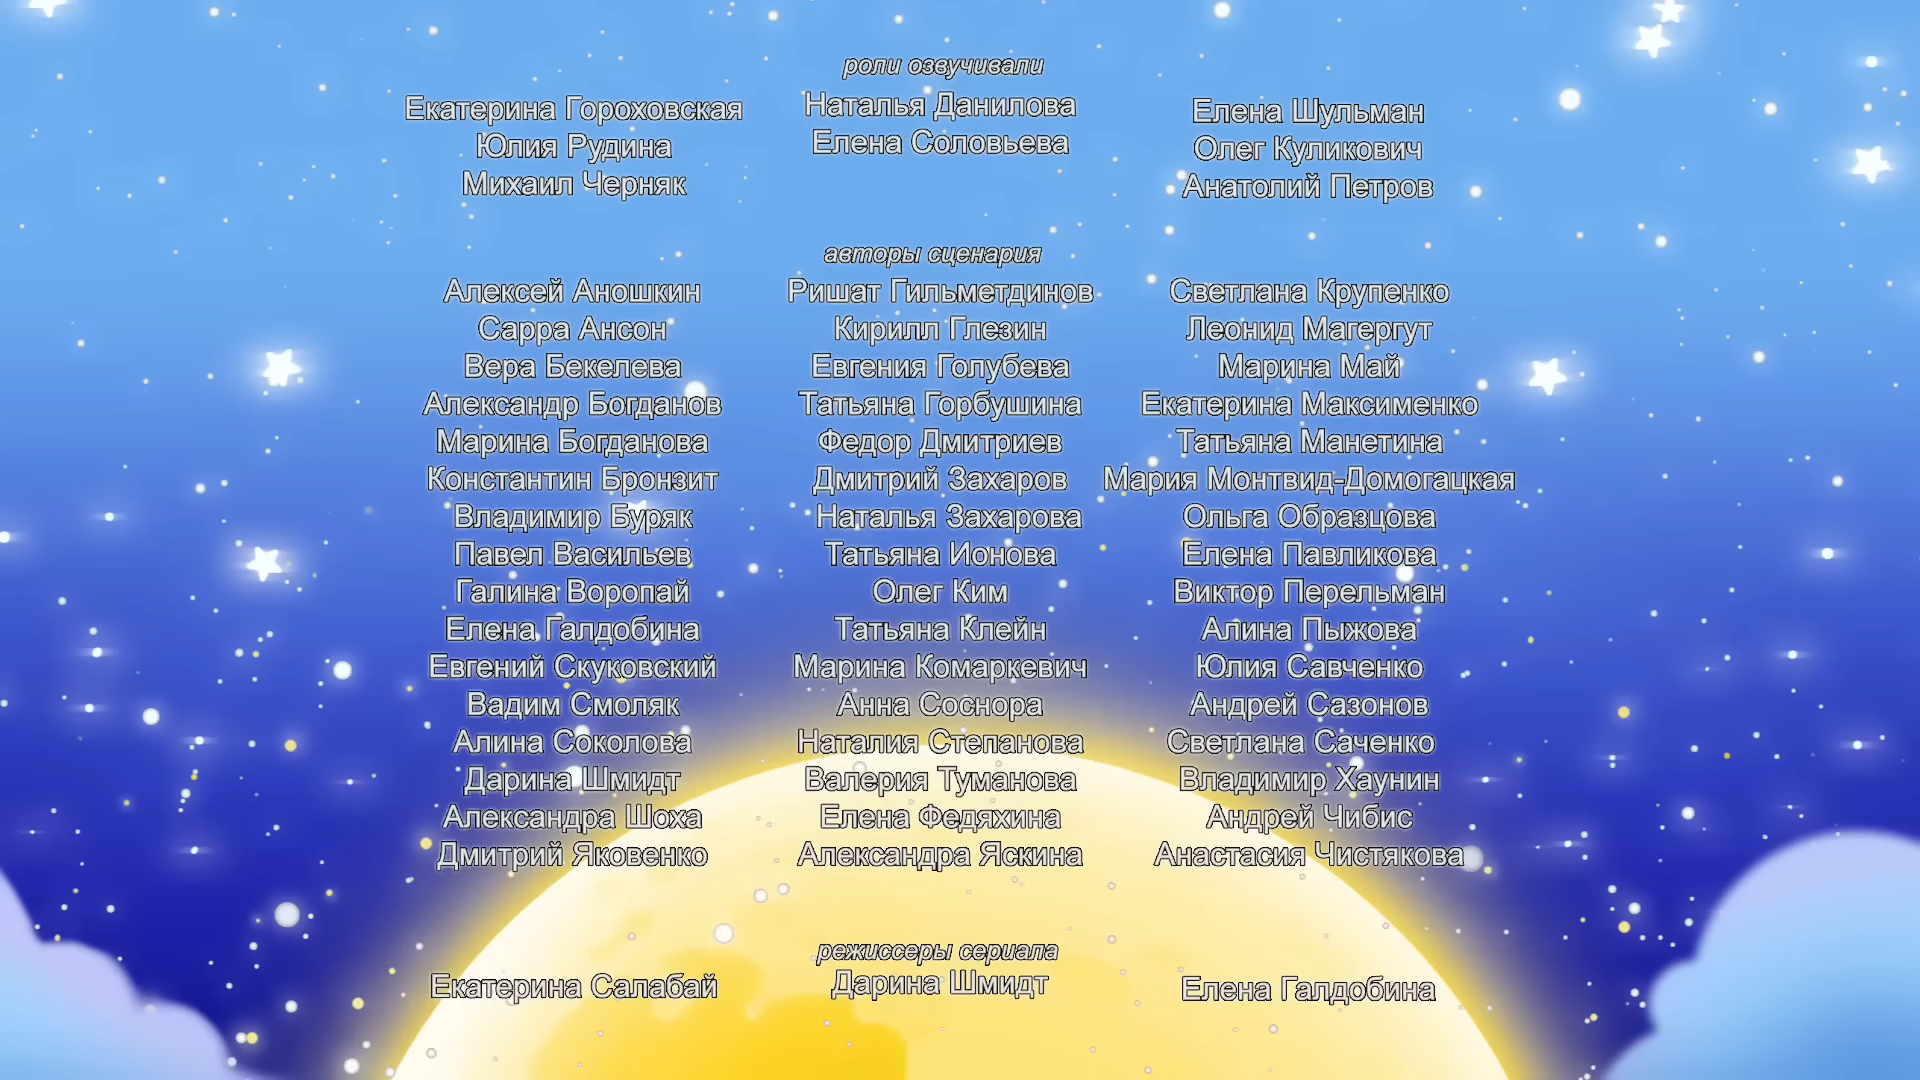 роли озвучивали
Екатерина Гороховская
Юлия Рудина
Михаил Черняк
Наталья Данилова
Елена Соловьева
Елена Шульман
Олег Куликович
Анатолий Петров
авторы сценария
Алексей Аношкин
Сарра Ансон
Вера Бекелева
Александр Богданов
Марина Богданова
Константин Бронзит
Владимир Буряк
Павел Васильев
Галина Воропай
Елена Галдобина
Евгений Скуковский
Вадим Смоляк
Алина Соколова
Дарина Шмидт
Александра Шоха
Дмитрий Яковенко
Ришат Гильметдинов
Кирилл Глезин
Евгения Голубева
Татьяна Горбушина
Федор Дмитриев
Дмитрий Захаров
Наталья Захарова
Татьяна Ионова
Олег Ким
Татьяна Клейн
Марина Комаркевич
Анна Соснора
Наталия Степанова
Валерия Туманова
Елена Федяхина
Александра Яскина
Светлана Крупенко
Леонид Магергут
Марина Май
Екатерина Максименко
Татьяна Манетина
Мария Монтвид-Домогацкая
Ольга Образцова
Елена Павликова
Виктор Перельман
Алина Пыжова
Юлия Савченко
Андрей Сазонов
Светлана Саченко
Владимир Хаунин
Андрей Чибис
Анастасия Чистякова
режиссеры сериала
Екатерина Салабай
Дарина Шмидт
Елена Галдобина